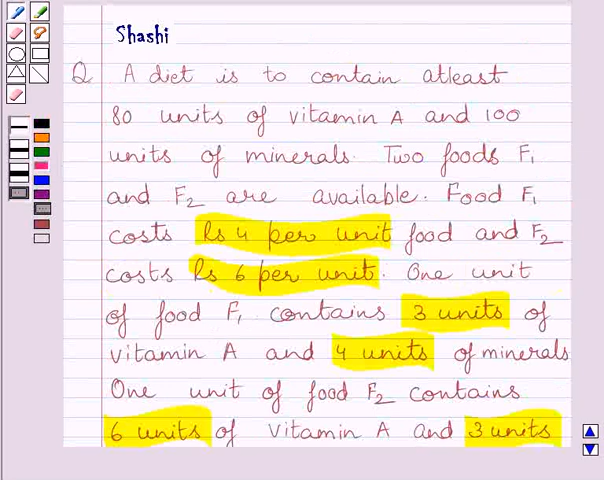 Shashi
Q A diet is to contain atleast
80 units of vitamin A and 100
units of minerals. Two foods F₁
and F₂ are available. Food F₁
costs Rs 4 per unit food and F₂
costs Rs 6 per unit. One unit
of food F₁ contains 3 units of
vitamin A and 4 units of minerals
One unit of food F₂ contains
6 units of vitamin A and 3 units